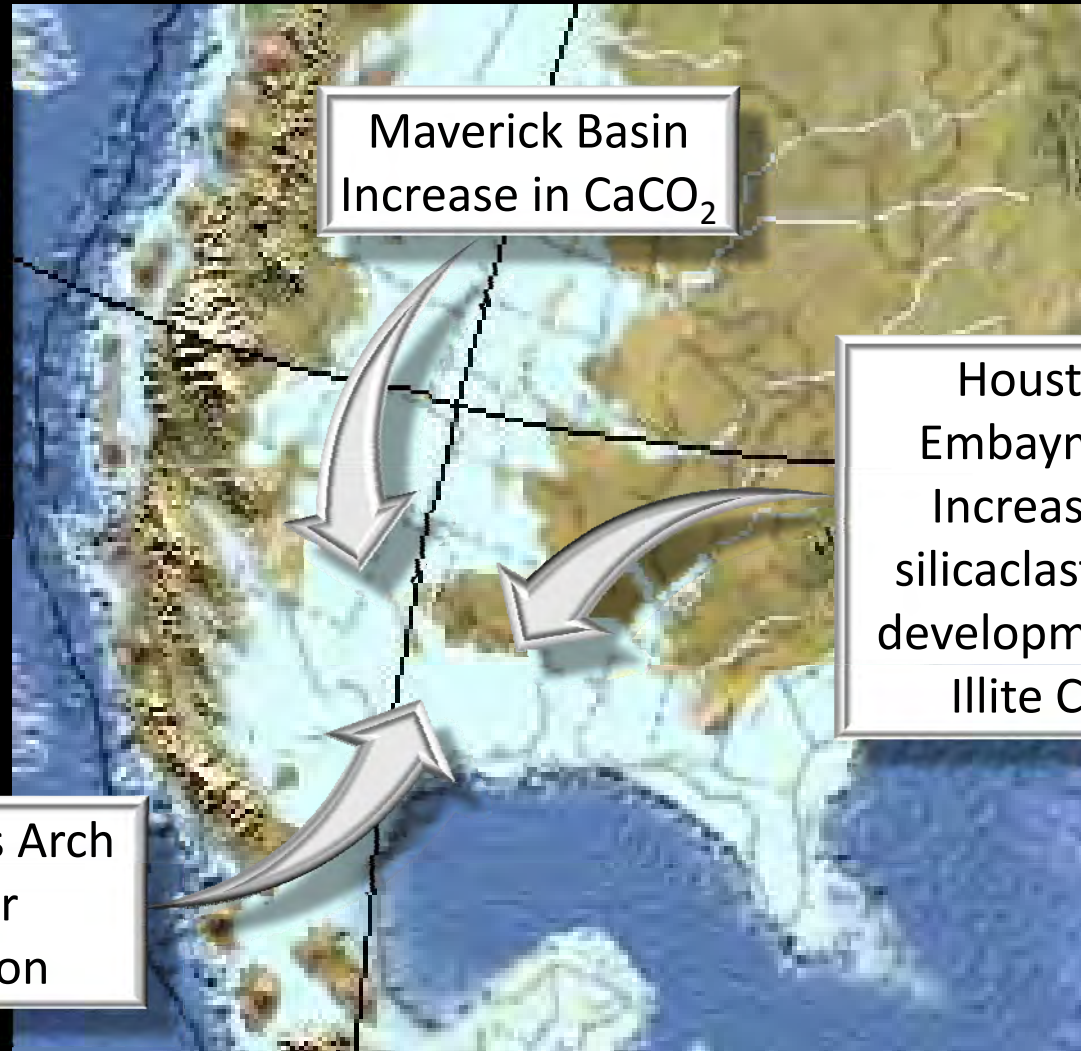 Maverick Basin
Increase in CaCO₂
Houst
Embayn
Increas
silicaclast
developm
Illite C
s Arch
r
on